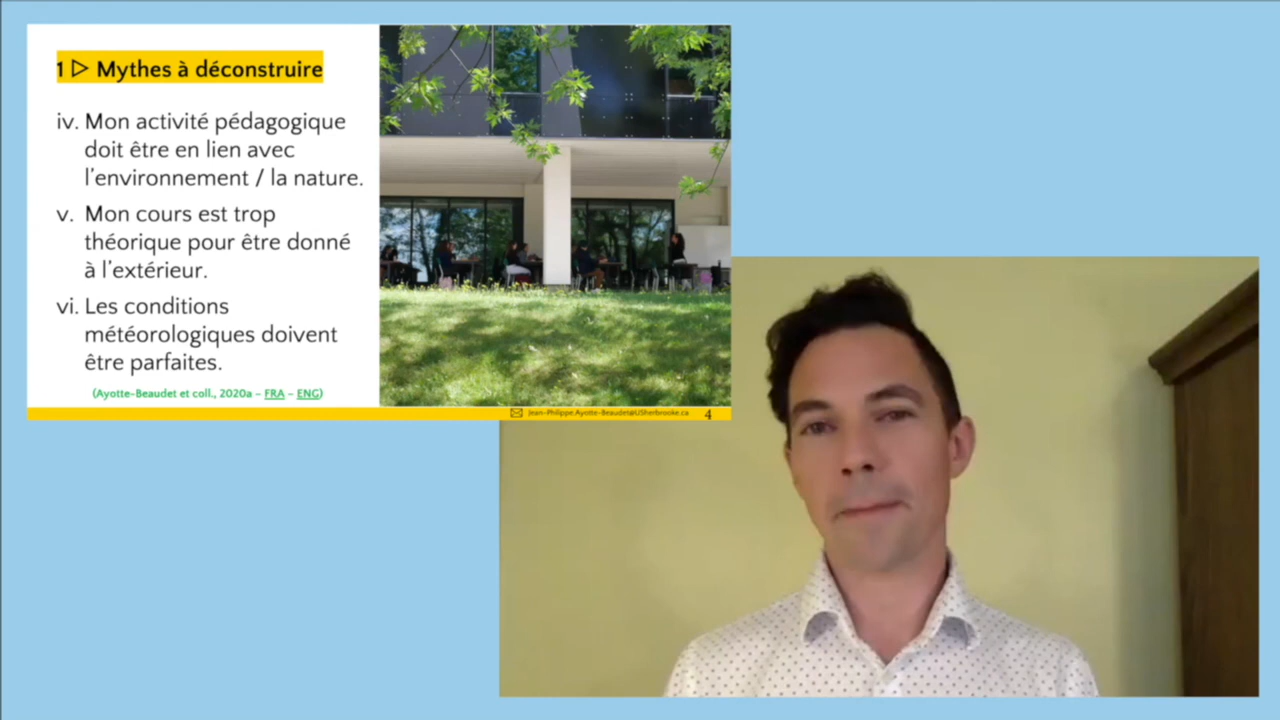 1 ▷ Mythes à déconstruire
iv. Mon activité pédagogique
doit être en lien avec
l'environnement / la nature.
v. Mon cours est trop
théorique pour être donné
à l'extérieur.
vi. Les conditions
météorologiques doivent
être parfaites.
(Ayotte-Beaudet et coll., 2020a – FRA – ENG)
Jean-Philippe.Ayotte-Beaudet@USherbrooke.ca 4